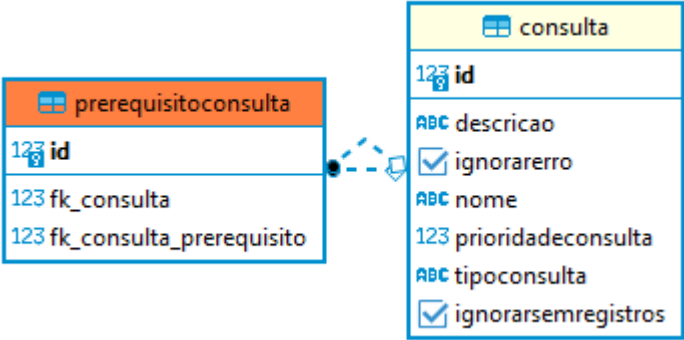 prerequisitoconsulta
123 id
123 fk_consulta
123 fk_consulta_prerequisito
consulta
123 id
ABC descricao
ignorarerro
ABC nome
123 prioridadeconsulta
ABC tipoconsulta
ignorarsemregistros